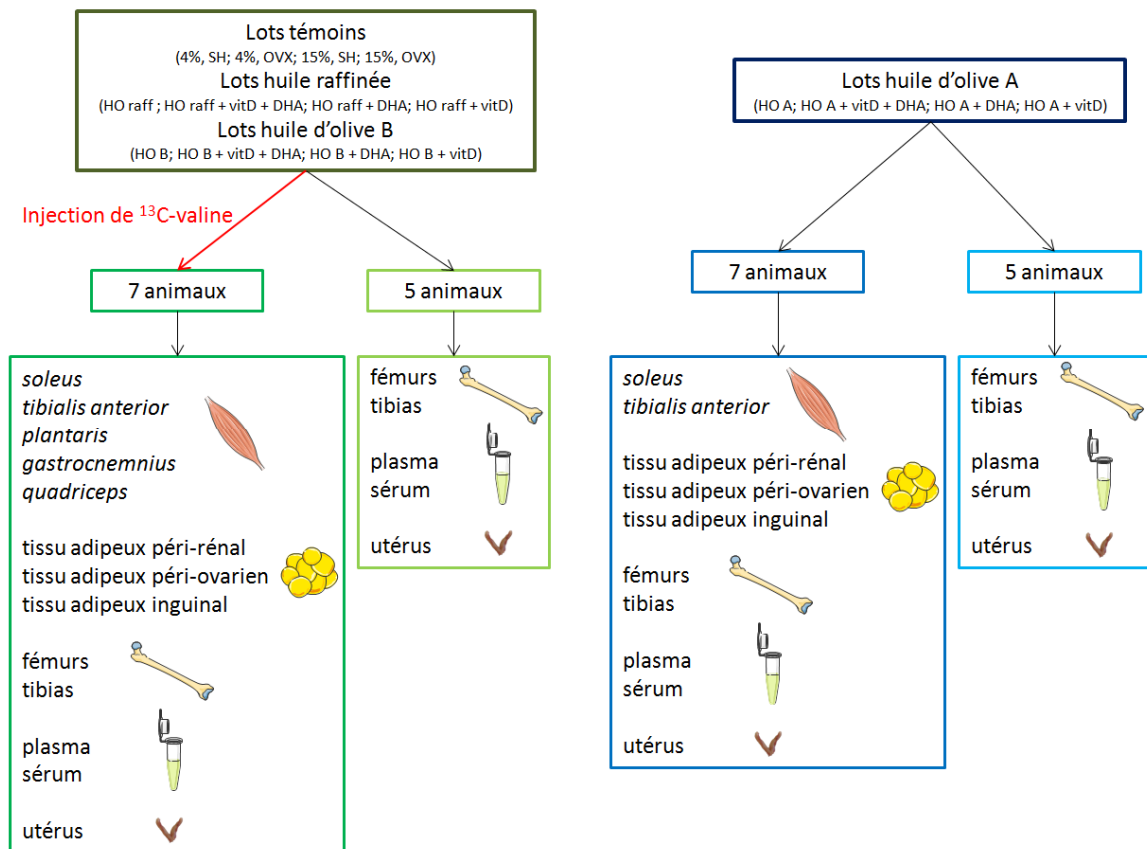 Lots témoins
(4%, SH; 4%, OVX; 15%, SH; 15%, OVX)
Lots huile raffinée
(HO raff ; HO raff + vitD + DHA; HO raff + DHA; HO raff + vitD)
Lots huile d'olive B
(HO B; HO B + vitD + DHA; HO B + DHA; HO B + vitD)
Injection de ¹³C-valine
7 animaux
5 animaux
soleus
tibialis anterior
plantaris
gastrocnemnius
quadriceps
tissu adipeux péri-rénal
tissu adipeux péri-ovarien
tissu adipeux inguinal
fémurs
tibias
plasma
sérum
utérus
fémurs
tibias
plasma
sérum
utérus
Lots huile d'olive A
(HO A; HO A + vitD + DHA; HO A + DHA; HO A + vitD)
7 animaux
5 animaux
soleus
tibialis anterior
tissu adipeux péri-rénal
tissu adipeux péri-ovarien
tissu adipeux inguinal
fémurs
tibias
plasma
sérum
utérus
fémurs
tibias
plasma
sérum
utérus